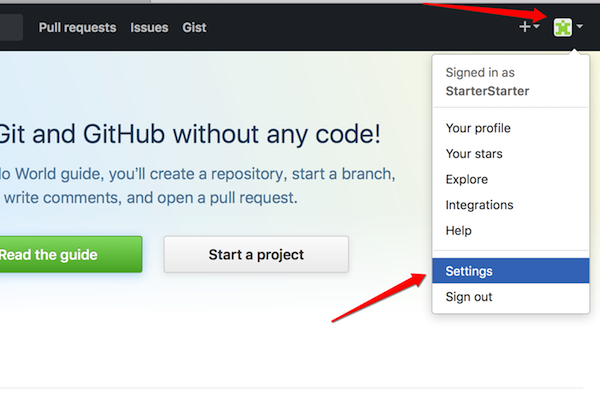 Pull requests Issues Gist
Signed in as
StarterStarter
Your profile
Your stars
Explore
Integrations
Help
Settings
Sign out
Git and GitHub without any code!
lo World guide, you'll create a repository, start a branch,
write comments, and open a pull request.
Read the guide
Start a project